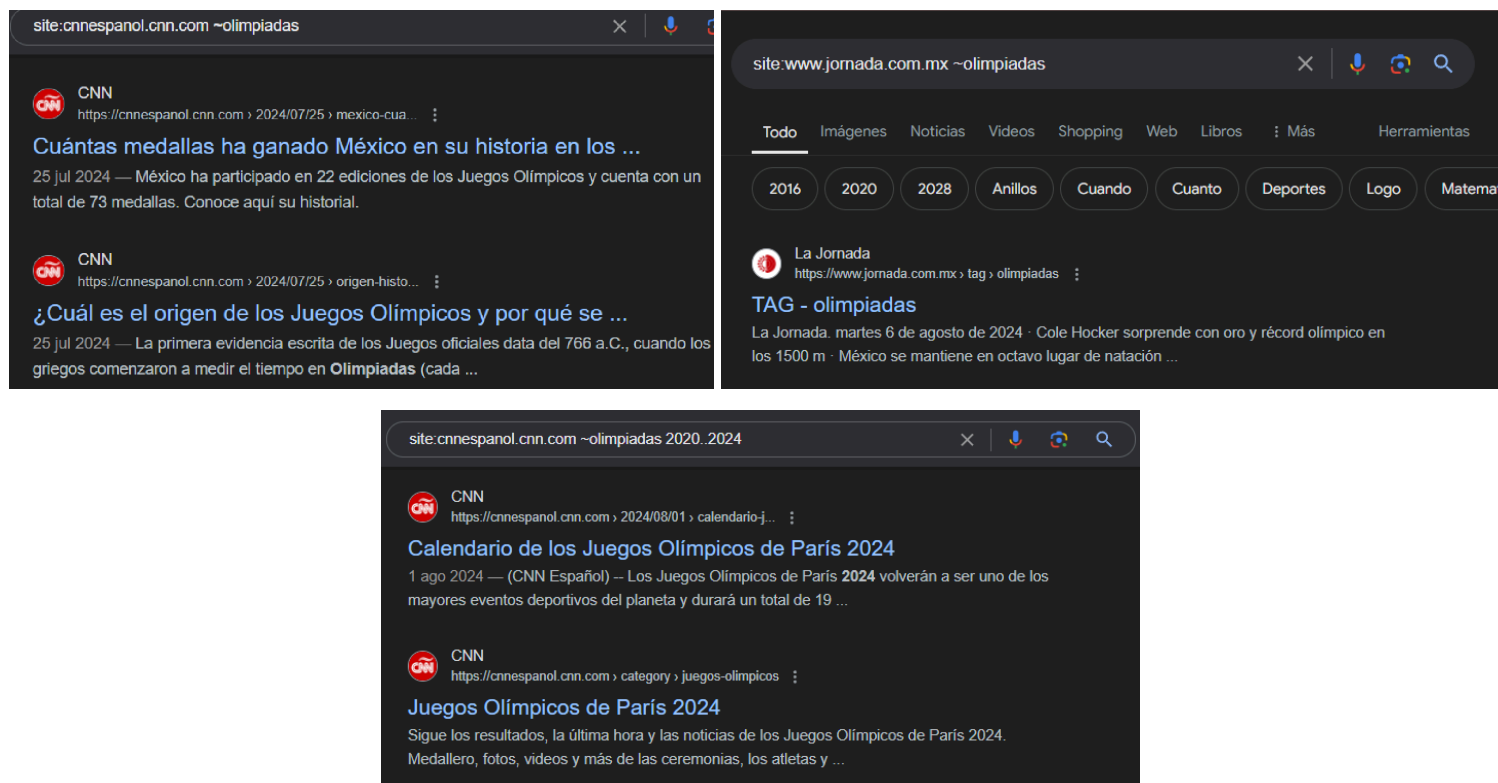 site:cnnespanol.cnn.com ~olimpiadas
CNN
https://cnnespanol.cnn.com › 2024/07/25 › mexico-cua...
Cuántas medallas ha ganado México en su historia en los ...
25 jul 2024 — México ha participado en 22 ediciones de los Juegos Olímpicos y cuenta con un
total de 73 medallas. Conoce aquí su historial.
CNN
https://cnnespanol.cnn.com › 2024/07/25 › origen-histo...
¿Cuál es el origen de los Juegos Olímpicos y por qué se ...
25 jul 2024 — La primera evidencia escrita de los Juegos oficiales data del 766 a.C., cuando los
griegos comenzaron a medir el tiempo en Olimpiadas (cada ...
site:www.jornada.com.mx ~olimpiadas
Todo Imágenes Noticias Videos Shopping Web Libros Más Herramientas
2016 2020 2028 Anillos Cuando Cuanto Deportes Logo Matema
La Jornada
https://www.jornada.com.mx › tag › olimpiadas
TAG - olimpiadas
La Jornada. martes 6 de agosto de 2024 · Cole Hocker sorprende con oro y récord olímpico en
los 1500 m · México se mantiene en octavo lugar de natación ...
site:cnnespanol.cnn.com ~olimpiadas 2020..2024
CNN
https://cnnespanol.cnn.com › 2024/08/01 › calendario-j...
Calendario de los Juegos Olímpicos de París 2024
1 ago 2024 — (CNN Español) -- Los Juegos Olímpicos de París 2024 volverán a ser uno de los
mayores eventos deportivos del planeta y durará un total de 19 ...
CNN
https://cnnespanol.cnn.com › category › juegos-olimpicos
Juegos Olímpicos de París 2024
Sigue los resultados, la última hora y las noticias de los Juegos Olímpicos de París 2024.
Medallero, fotos, videos y más de las ceremonias, los atletas y ...